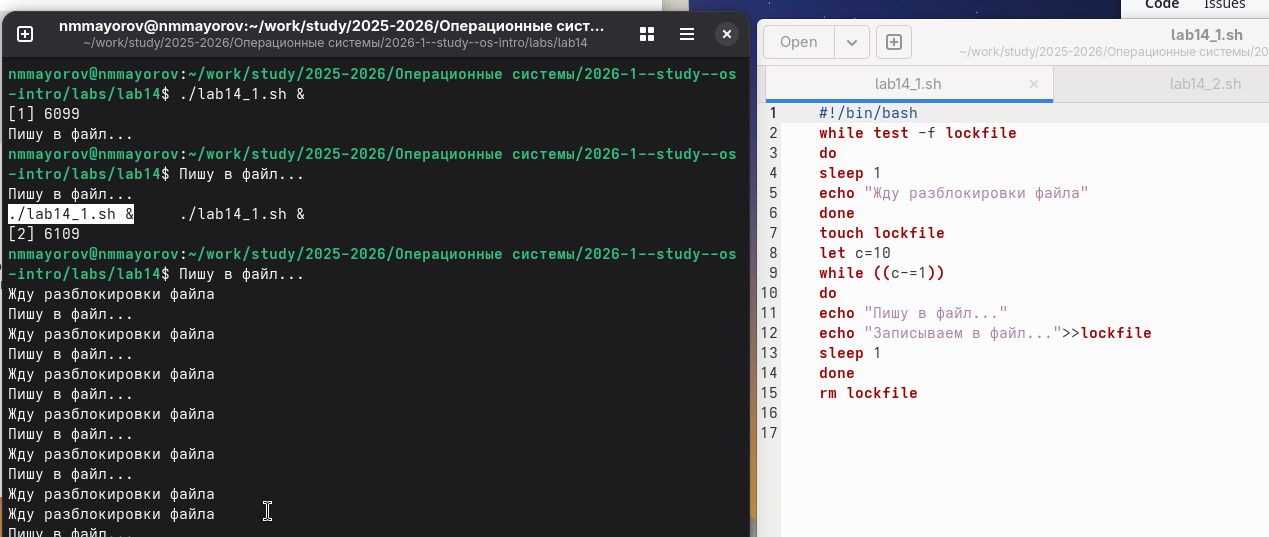 Code Issues
nmmayorov@nmmayorov:~/work/study/2025-2026/Операционные сист...
~/work/study/2025-2026/Операционные системы/2026-1--study--os-intro/labs/lab14
nmmayorov@nmmayorov:~/work/study/2025-2026/Операционные системы/2026-1--study--os
-intro/labs/lab14$ ./lab14_1.sh &
[1] 6099
Пишу в файл...
nmmayorov@nmmayorov:~/work/study/2025-2026/Операционные системы/2026-1--study--os
-intro/labs/lab14$ Пишу в файл...
Пишу в файл...
./lab14_1.sh & ./lab14_1.sh &
[2] 6109
nmmayorov@nmmayorov:~/work/study/2025-2026/Операционные системы/2026-1--study--os
-intro/labs/lab14$ Пишу в файл...
Жду разблокировки файла
Пишу в файл...
Жду разблокировки файла
Пишу в файл...
Жду разблокировки файла
Пишу в файл...
Жду разблокировки файла
Пишу в файл...
Жду разблокировки файла
Пишу в файл...
Жду разблокировки файла
Жду разблокировки файла
Пишу в файл...
Open
lab14_1.sh
~/work/study/2025-2026/Операционные системы/20
lab14_1.sh × lab14_2.sh
1 #!/bin/bash
2 while test -f lockfile
3 do
4 sleep 1
5 echo "Жду разблокировки файла"
6 done
7 touch lockfile
8 let c=10
9 while ((c-=1))
10 do
11 echo "Пишу в файл..."
12 echo "Записываем в файл...">>lockfile
13 sleep 1
14 done
15 rm lockfile
16
17